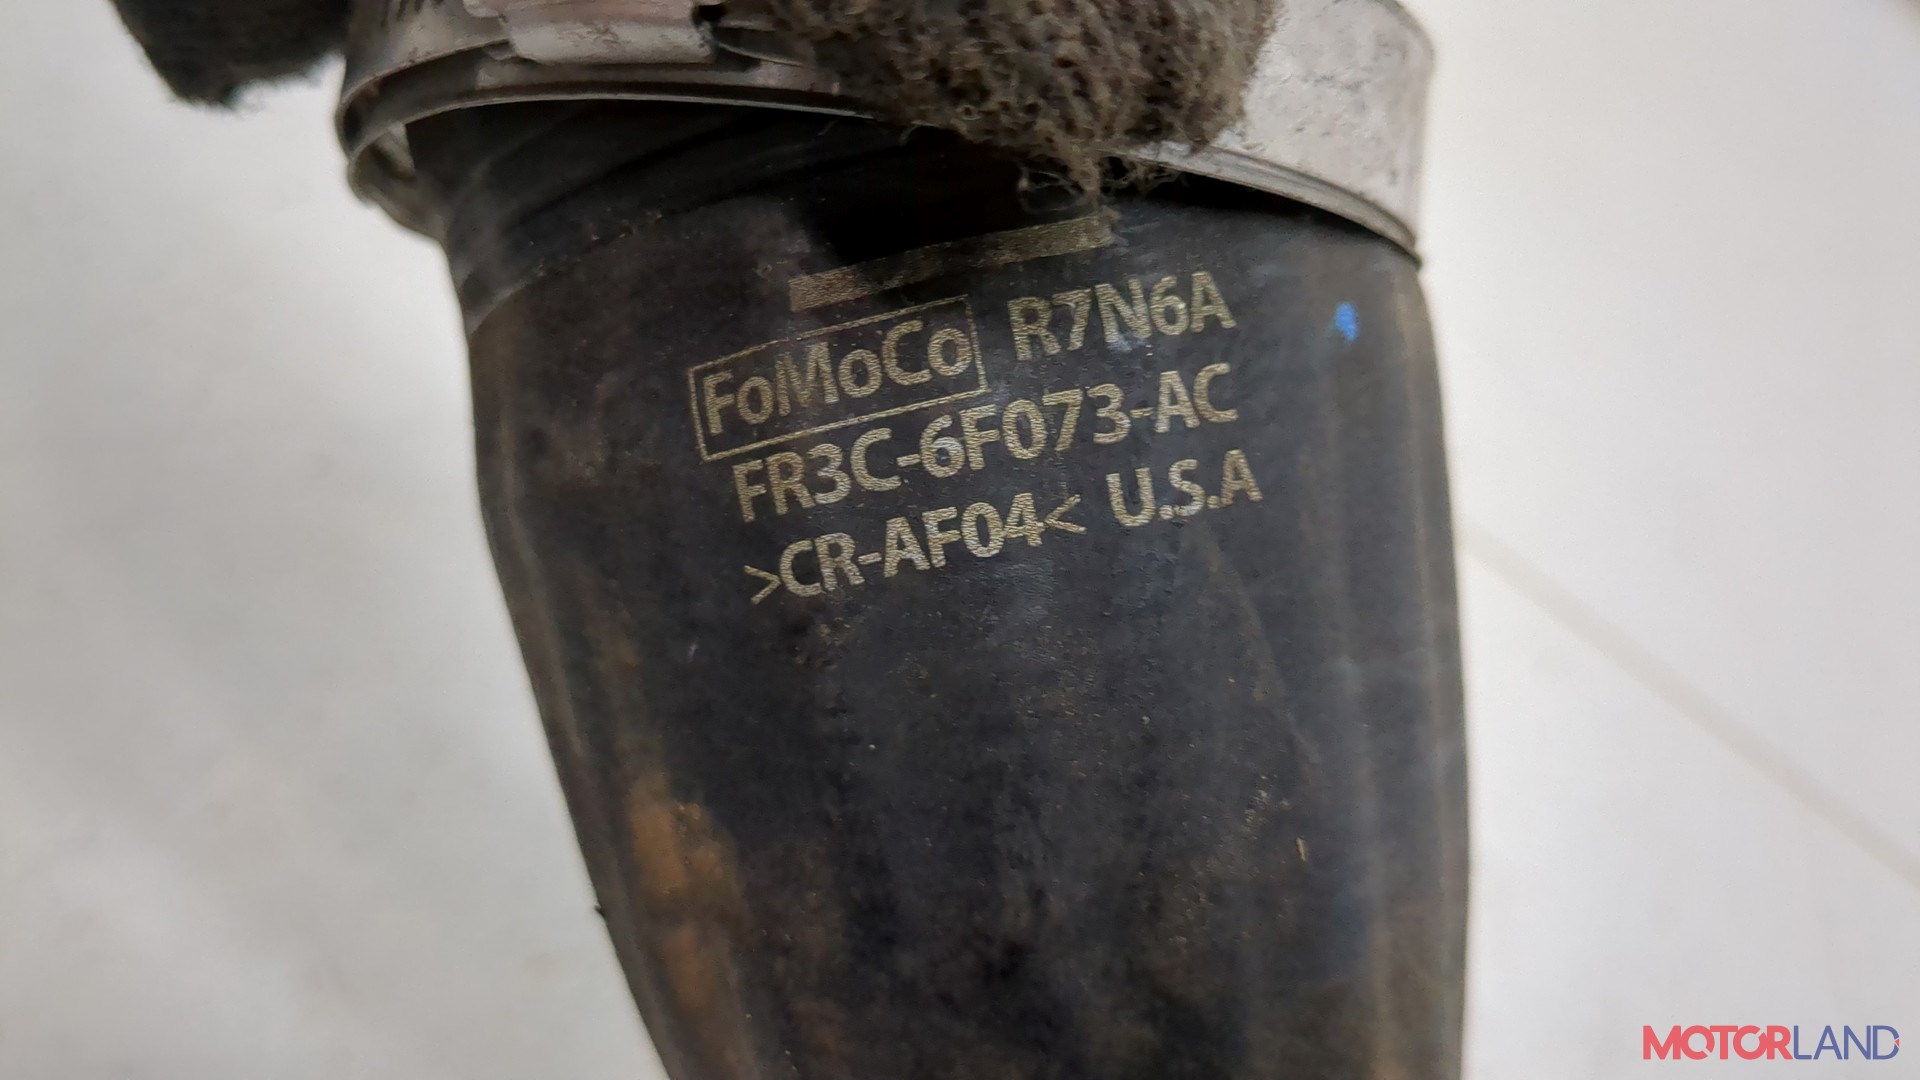 FoMoCo R7N6A
FR3C-6F073-AC
>CR-AF04< U.S.A
MOTORLAND